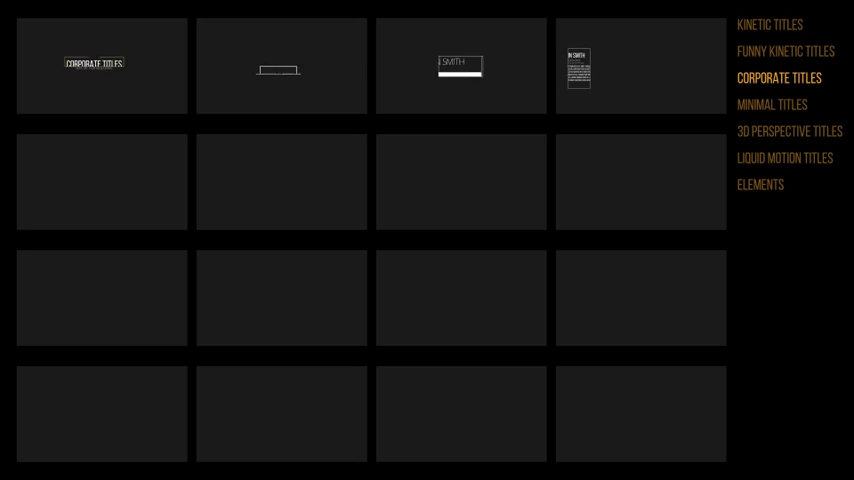 CORPORATE TITLES
N SMITH
N SMITH
KINETIC TITLES
FUNNY KINETIC TITLES
CORPORATE TITLES
MINIMAL TITLES
3D PERSPECTIVE TITLES
LIQUID MOTION TITLES
ELEMENTS